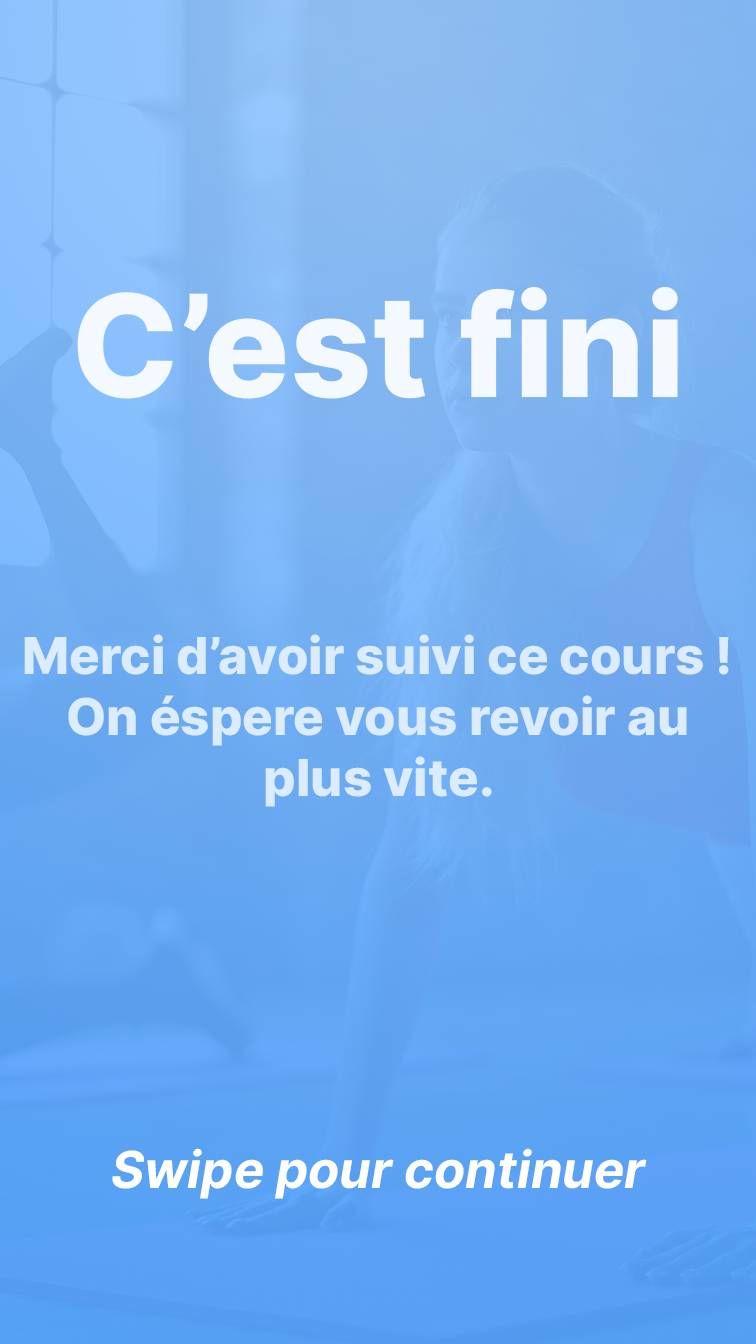 C’est fini
Merci d’avoir suivi ce cours !
On éspere vous revoir au
plus vite.
Swipe pour continuer